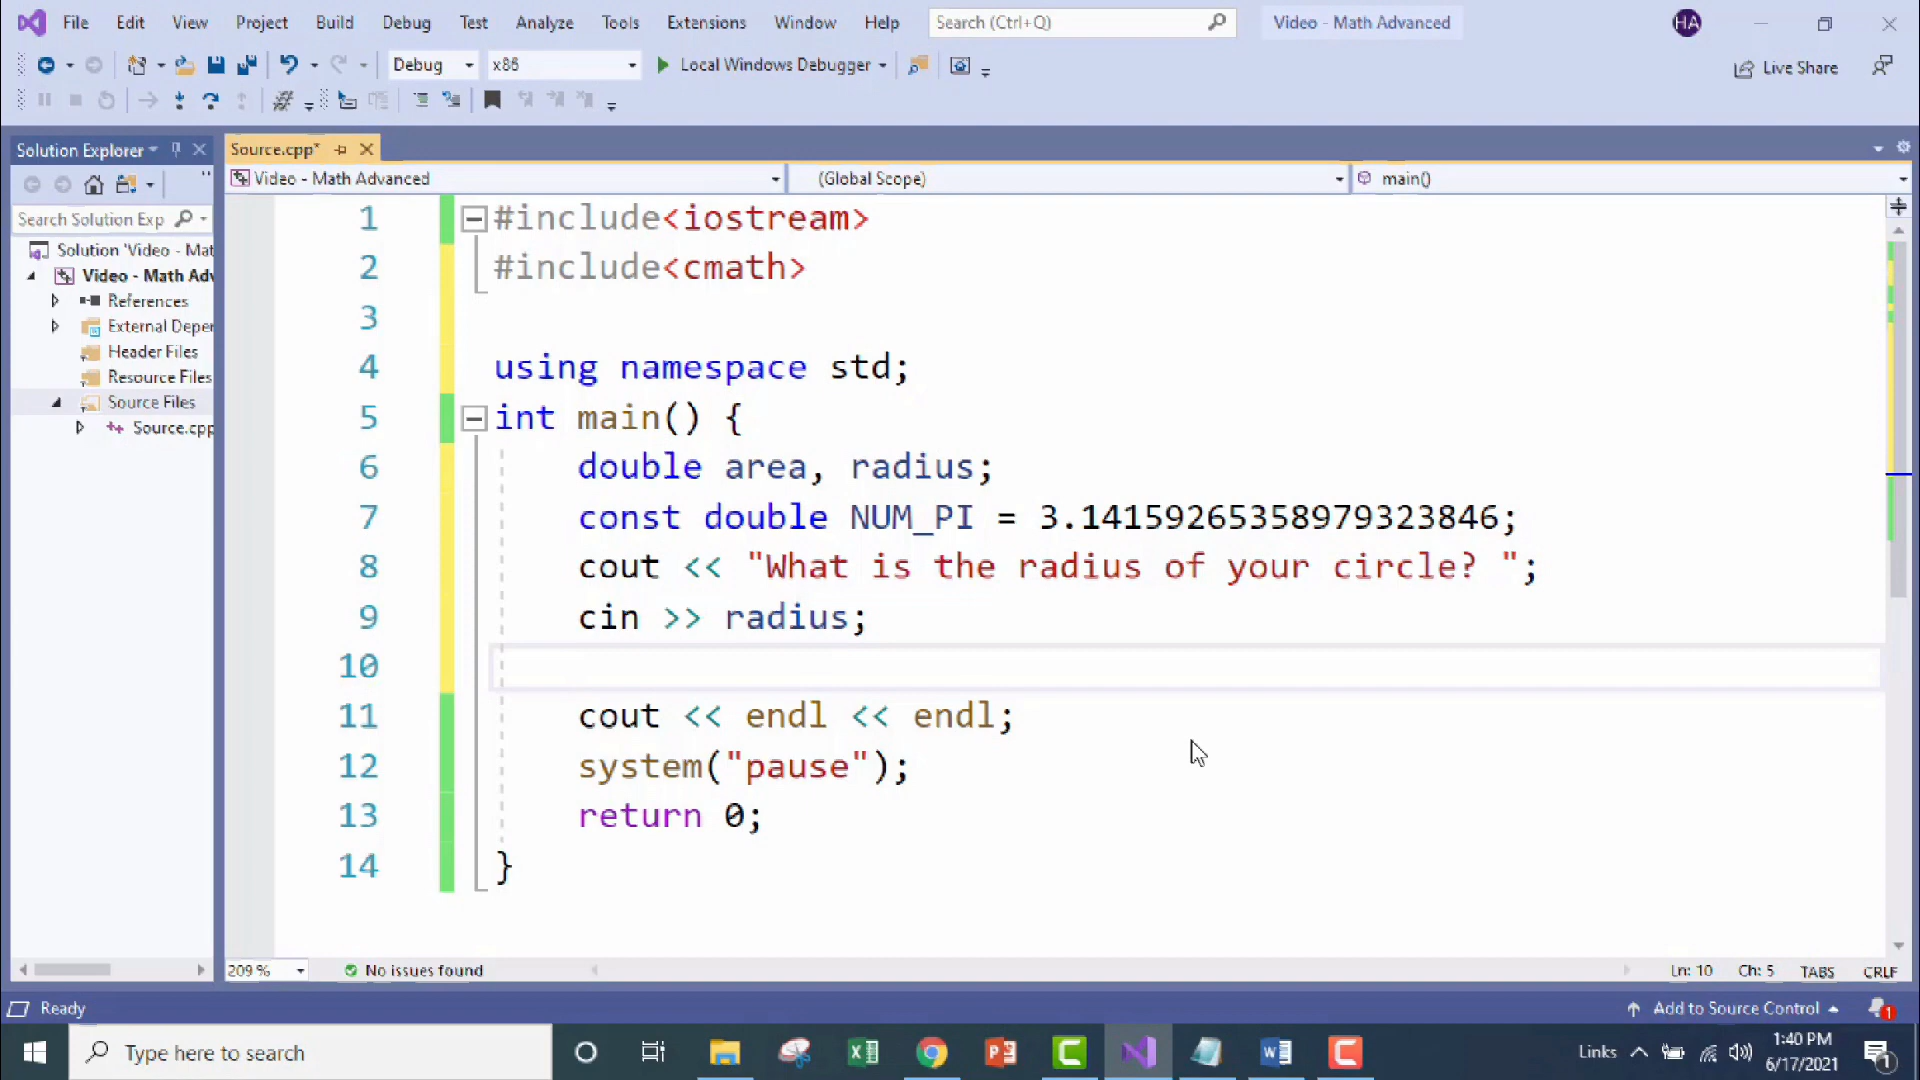 File Edit View Project Build Debug Test Analyze Tools Extensions Window Help Search (Ctrl+Q) Video - Math Advanced HA
Debug x86 Local Windows Debugger Live Share
Solution Explorer Source.cpp*
Video - Math Advanced (Global Scope) main()
Search Solution Exp
Solution 'Video - Mat
Video - Math Adv
References
External Deper
Header Files
Resource Files
Source Files
Source.cpp
1 #include<iostream>
2 #include<cmath>
3
4 using namespace std;
5 int main() {
6 double area, radius;
7 const double NUM_PI = 3.14159265358979323846;
8 cout << "What is the radius of your circle? ";
9 cin >> radius;
10
11 cout << endl << endl;
12 system("pause");
13 return 0;
14 }
209 % No issues found Ln: 10 Ch: 5 TABS CRLF
Ready Add to Source Control 1
Type here to search Links 1:40 PM
6/17/2021 1